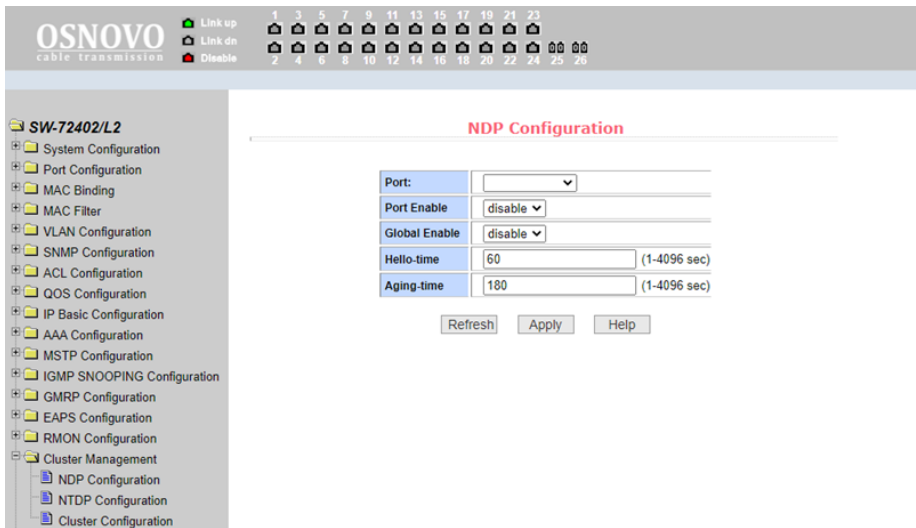 OSNOVO
cable transmission
Link up
Link dn
Disable
1 3 5 7 9 11 13 15 17 19 21 23
2 4 6 8 10 12 14 16 18 20 22 24 25 26
SW-72402/L2
System Configuration
Port Configuration
MAC Binding
MAC Filter
VLAN Configuration
SNMP Configuration
ACL Configuration
QOS Configuration
IP Basic Configuration
AAA Configuration
MSTP Configuration
IGMP SNOOPING Configuration
GMRP Configuration
EAPS Configuration
RMON Configuration
Cluster Management
NDP Configuration
NTDP Configuration
Cluster Configuration
NDP Configuration
Port:
Port Enable disable
Global Enable disable
Hello-time 60 (1-4096 sec)
Aging-time 180 (1-4096 sec)
Refresh Apply Help